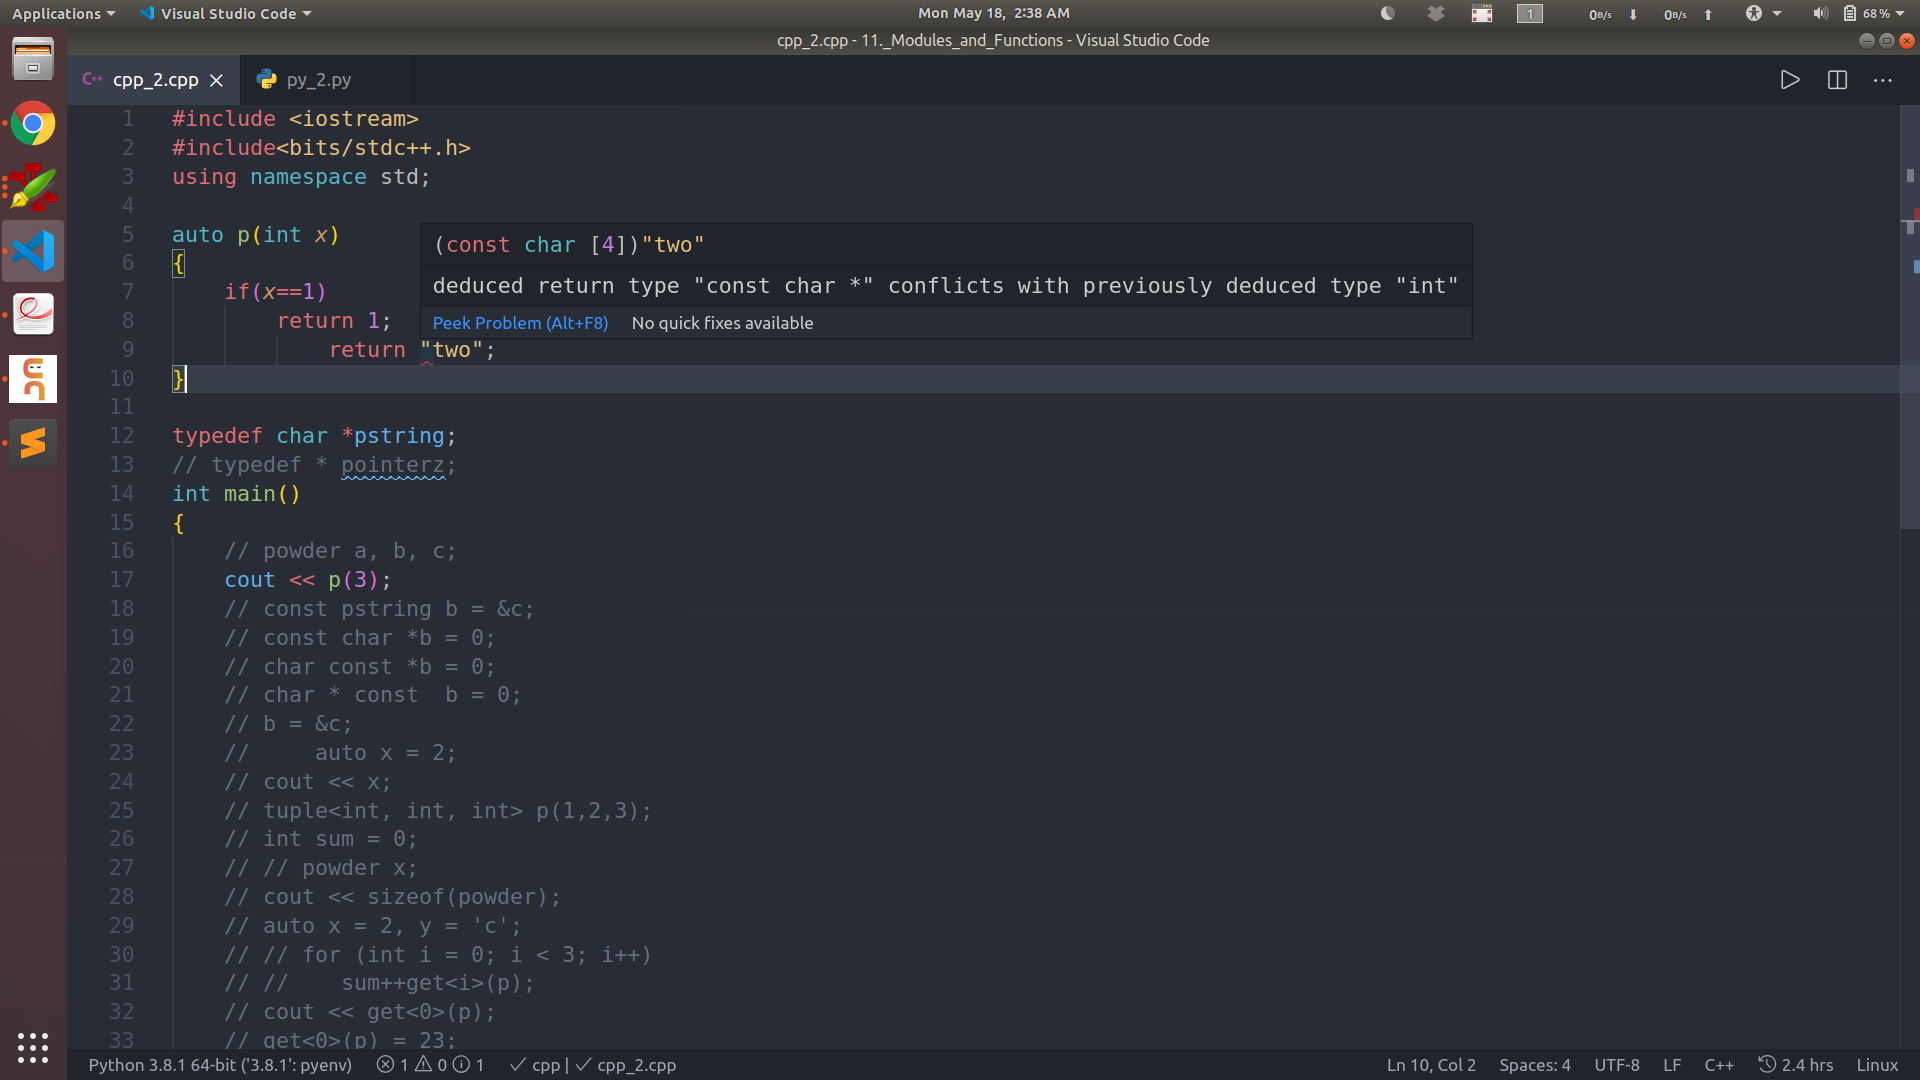 Applications
Visual Studio Code
Mon May 18, 2:38 AM
1
0B/s
0B/s
68 %
cpp_2.cpp - 11._Modules_and_Functions - Visual Studio Code
C++ cpp_2.cpp
py_2.py
1 #include <iostream>
2 #include<bits/stdc++.h>
3 using namespace std;
4
5 auto p(int x)
(const char [4])"two"
6 {
deduced return type "const char *" conflicts with previously deduced type "int"
7 if(x==1)
Peek Problem (Alt+F8) No quick fixes available
8 return 1;
9 return "two";
10 }
11
12 typedef char *pstring;
13 // typedef * pointerz;
14 int main()
15 {
16 // powder a, b, c;
17 cout << p(3);
18 // const pstring b = &c;
19 // const char *b = 0;
20 // char const *b = 0;
21 // char * const  b = 0;
22 // b = &c;
23 //     auto x = 2;
24 // cout << x;
25 // tuple<int, int, int> p(1,2,3);
26 // int sum = 0;
27 // // powder x;
28 // cout << sizeof(powder);
29 // auto x = 2, y = 'c';
30 // // for (int i = 0; i < 3; i++)
31 // //    sum++get<i>(p);
32 // cout << get<0>(p);
33 // get<0>(p) = 23;
Python 3.8.1 64-bit ('3.8.1': pyenv) 1 0 1 cpp | cpp_2.cpp Ln 10, Col 2 Spaces: 4 UTF-8 LF C++ 2.4 hrs Linux